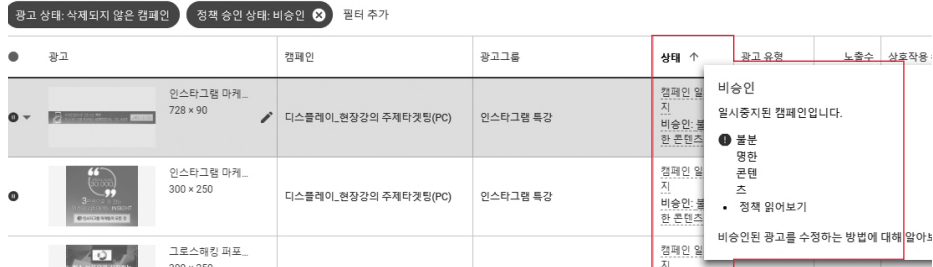 광고 상태: 삭제되지 않은 캠페인
정책 승인 상태: 비승인
필터 추가
광고
캠페인
광고그룹
상태
광고 유형
노출수
상호작용
인스타그램 마케...
728 × 90
디스플레이_현장강의 주제타겟팅(PC)
인스타그램 특강
캠페인 일
지
비승인: 불
한 콘텐츠
인스타그램 마케...
300 × 250
디스플레이_현장강의 주제타겟팅(PC)
인스타그램 특강
캠페인 일
지
비승인: 불
한 콘텐츠
그로스해킹 퍼포...
캠페인 일
지
비승인
일시중지된 캠페인입니다.
불분
명한
콘텐
츠
• 정책 읽어보기
비승인된 광고를 수정하는 방법에 대해 알아보